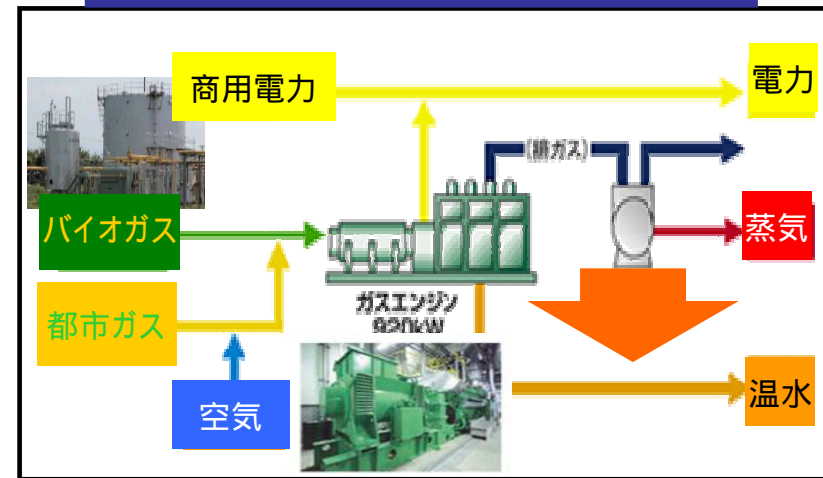 商用電力
電力
(排ガス)
バイオガス
蒸気
ガスエンジン
920kW
都市ガス
温水
空気